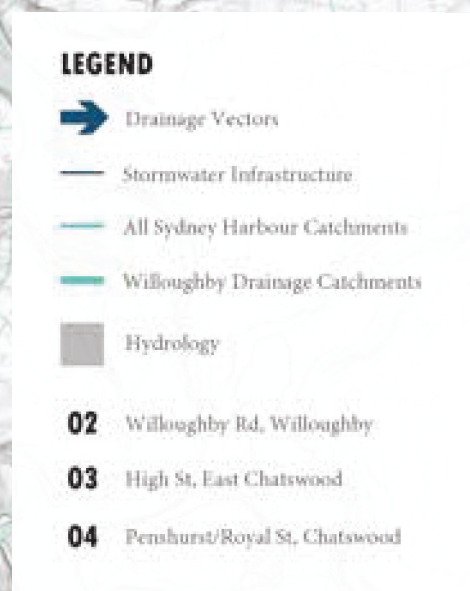 LEGEND
Drainage Vectors
Stormwater Infrastructure
All Sydney Harbour Catchments
Willoughby Drainage Catchments
Hydrology
02 Willoughby Rd, Willoughby
03 High St, East Chatswood
04 Penshurst/Royal St, Chatswood